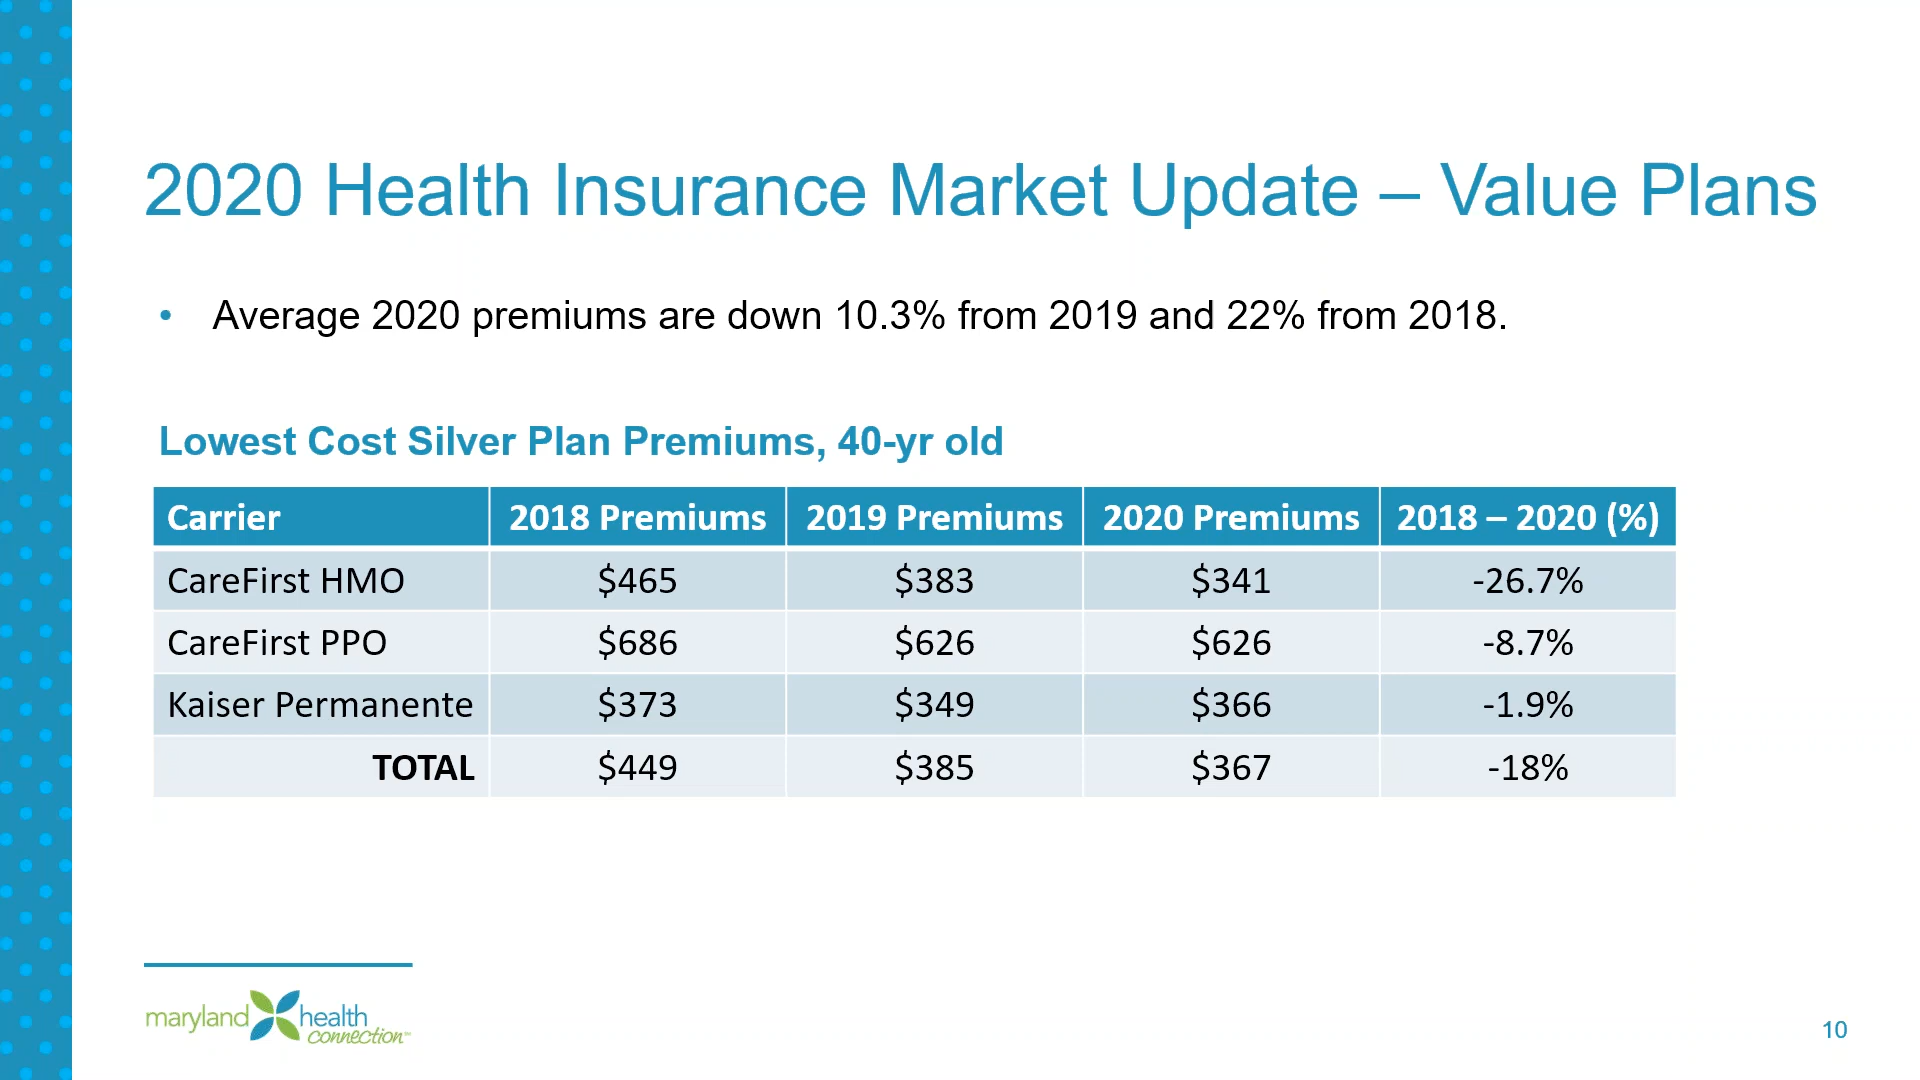 2020 Health Insurance Market Update – Value Plans
• Average 2020 premiums are down 10.3% from 2019 and 22% from 2018.
Lowest Cost Silver Plan Premiums, 40-yr old
Carrier 2018 Premiums 2019 Premiums 2020 Premiums 2018 – 2020 (%)
CareFirst HMO $465 $383 $341 -26.7%
CareFirst PPO $686 $626 $626 -8.7%
Kaiser Permanente $373 $349 $366 -1.9%
TOTAL $449 $385 $367 -18%
maryland health
connection™
10